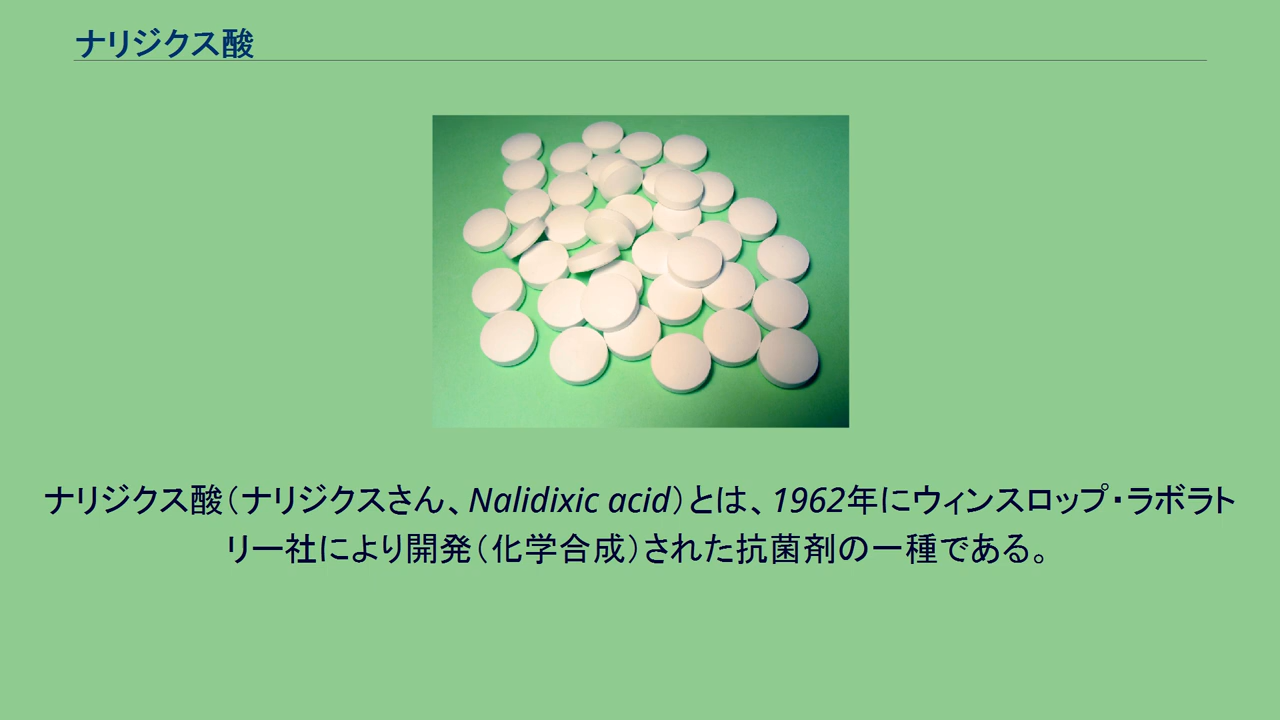 ナリジクス酸
ナリジクス酸（ナリジクスさん、Nalidixic acid）とは、1962年にウィンスロップ・ラボラト
リー社により開発（化学合成）された抗菌剤の一種である。